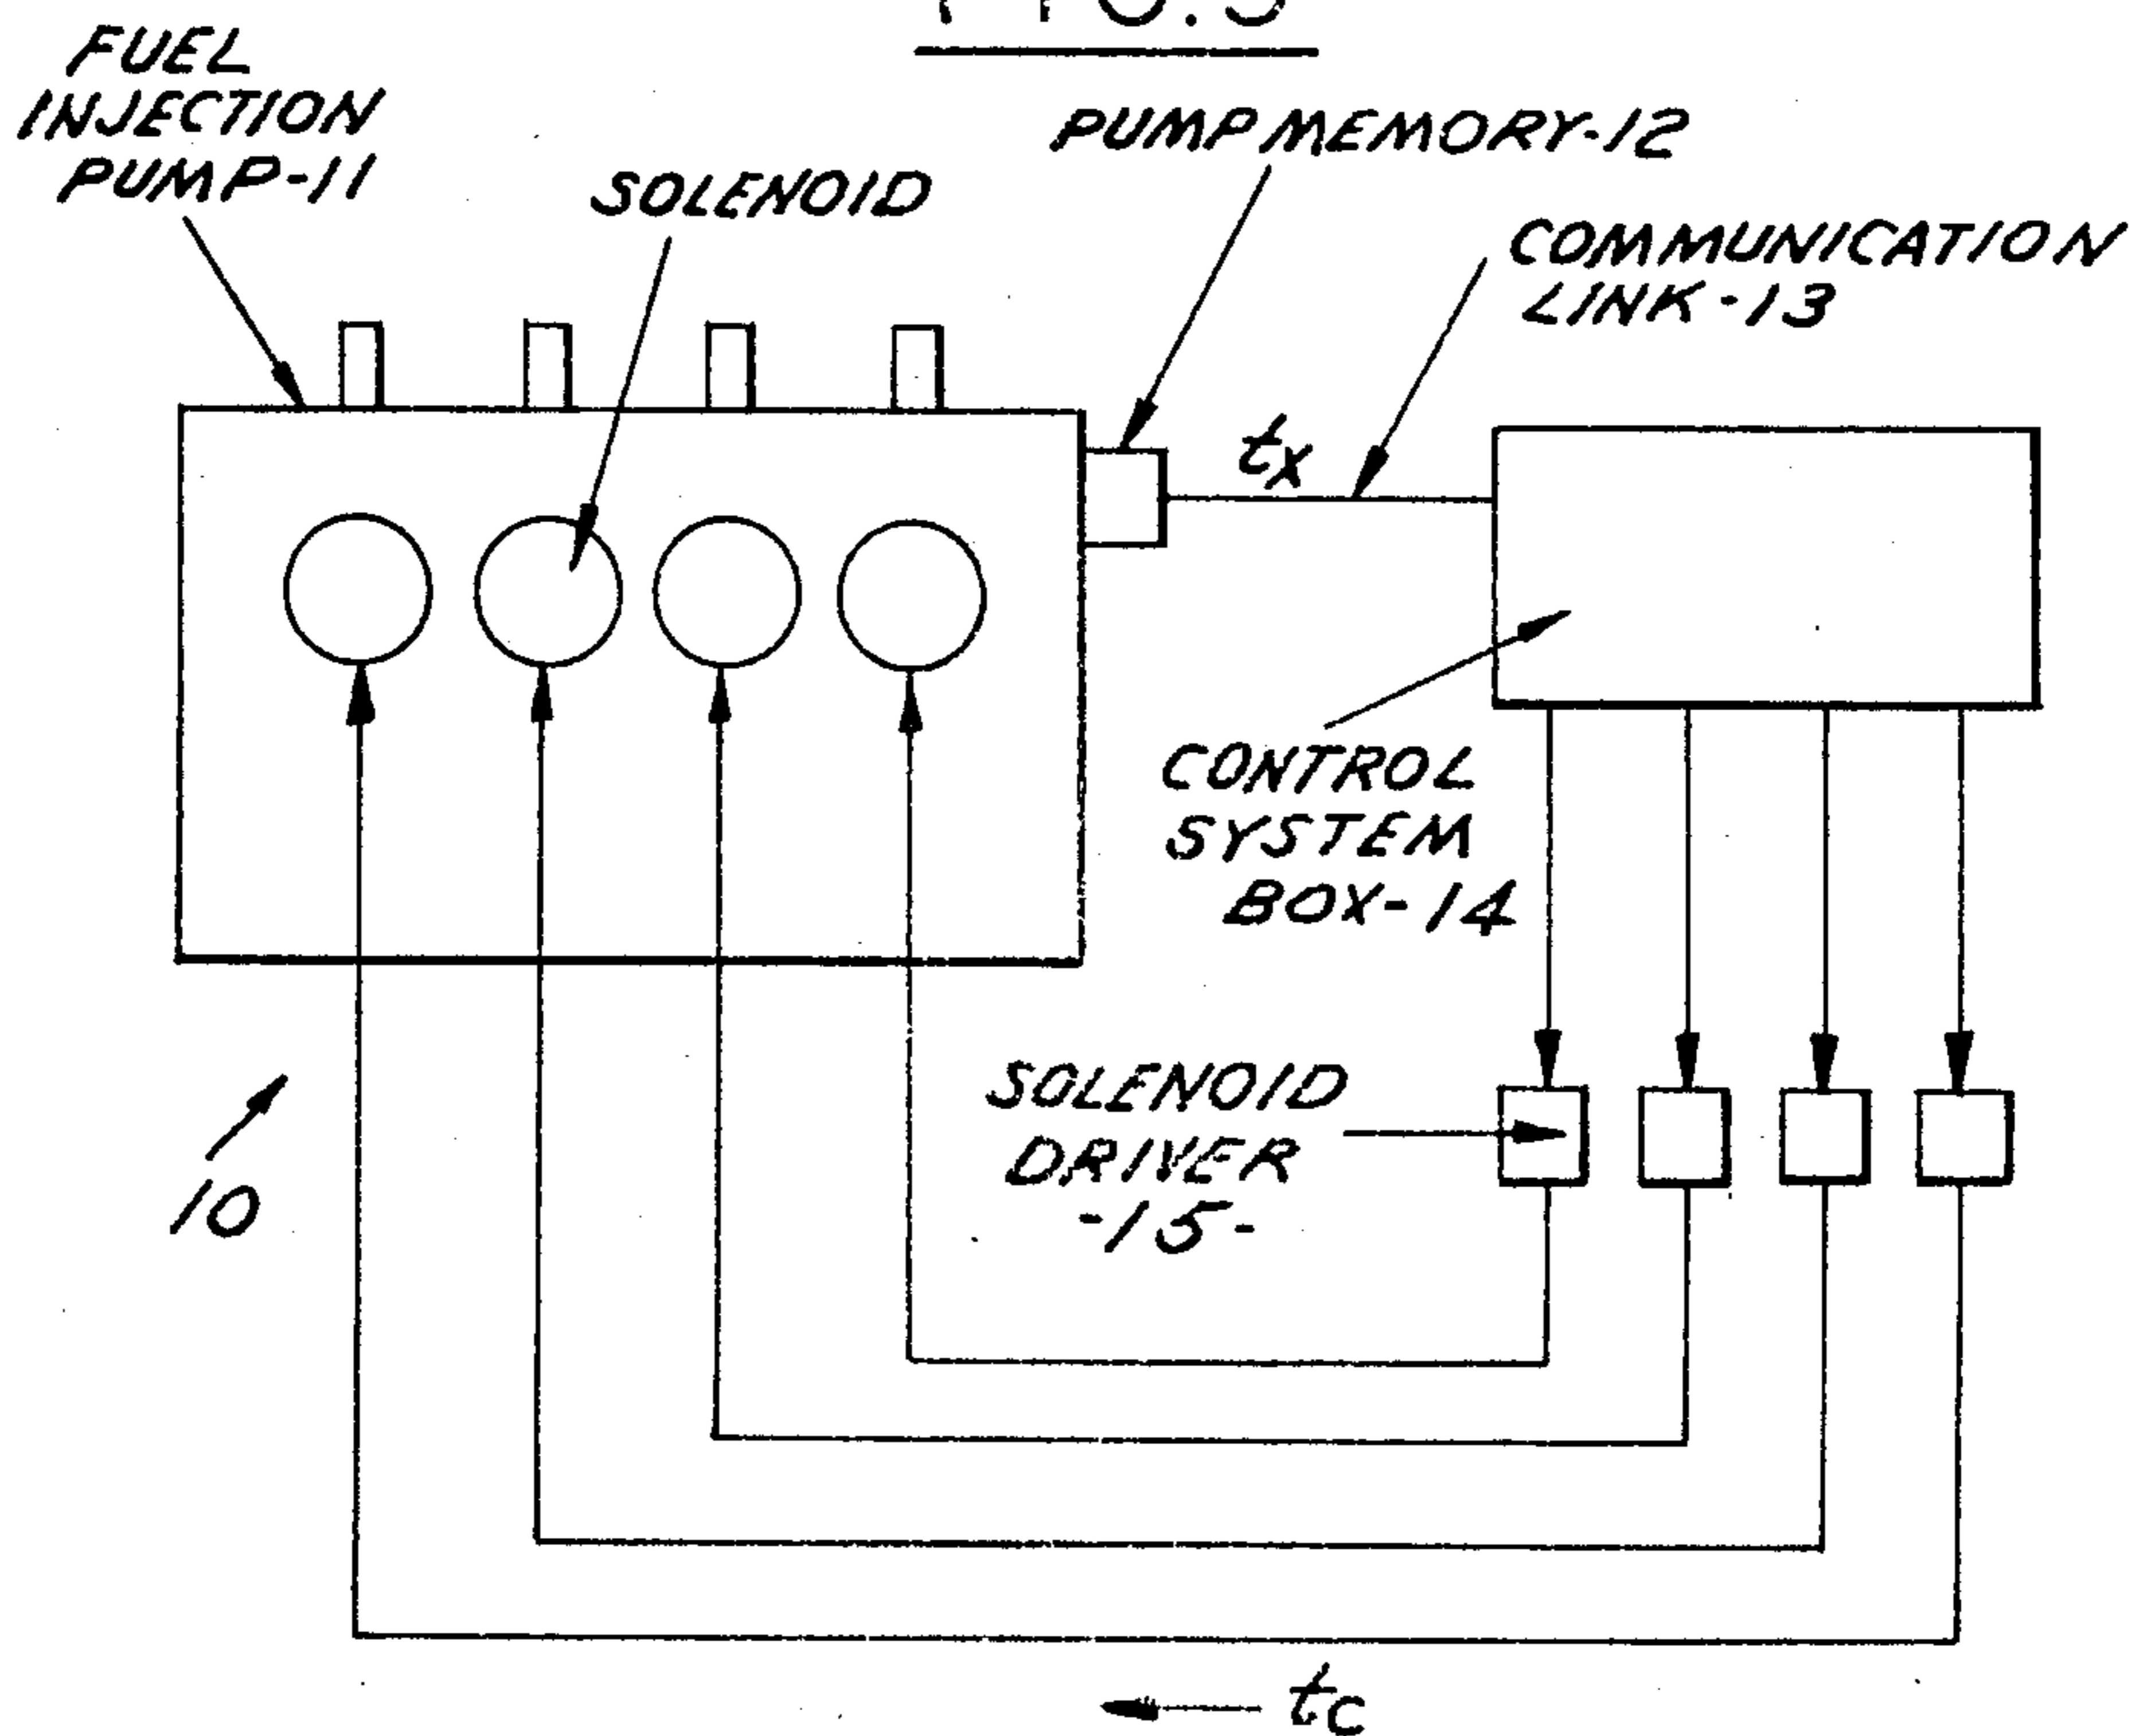 FUEL
INJECTION
PUMP-11
SOLENOID
PUMP MEMORY-12
COMMUNICATION
LINK-13
tx
CONTROL
SYSTEM
BOX-14
SOLENOID
DRIVER
-15-
10
tc